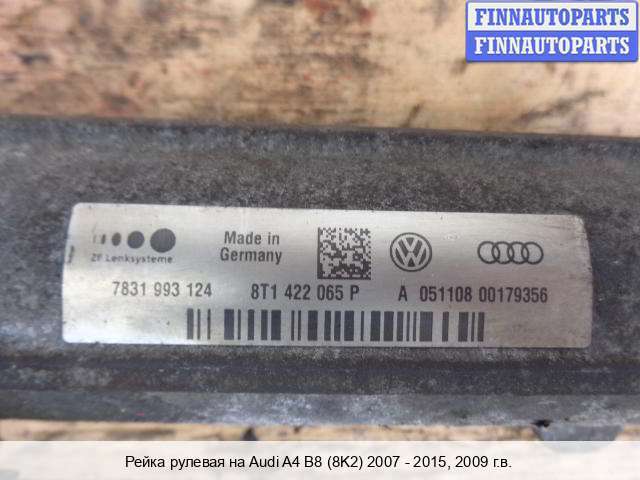 FINNAUTOPARTS
FINNAUTOPARTS
ZF Lenksysteme
Made in
Germany
7831 993 124
8T1 422 065 P
A 051108 00179356
Рейка рулевая на Audi A4 B8 (8K2) 2007 - 2015, 2009 г.в.